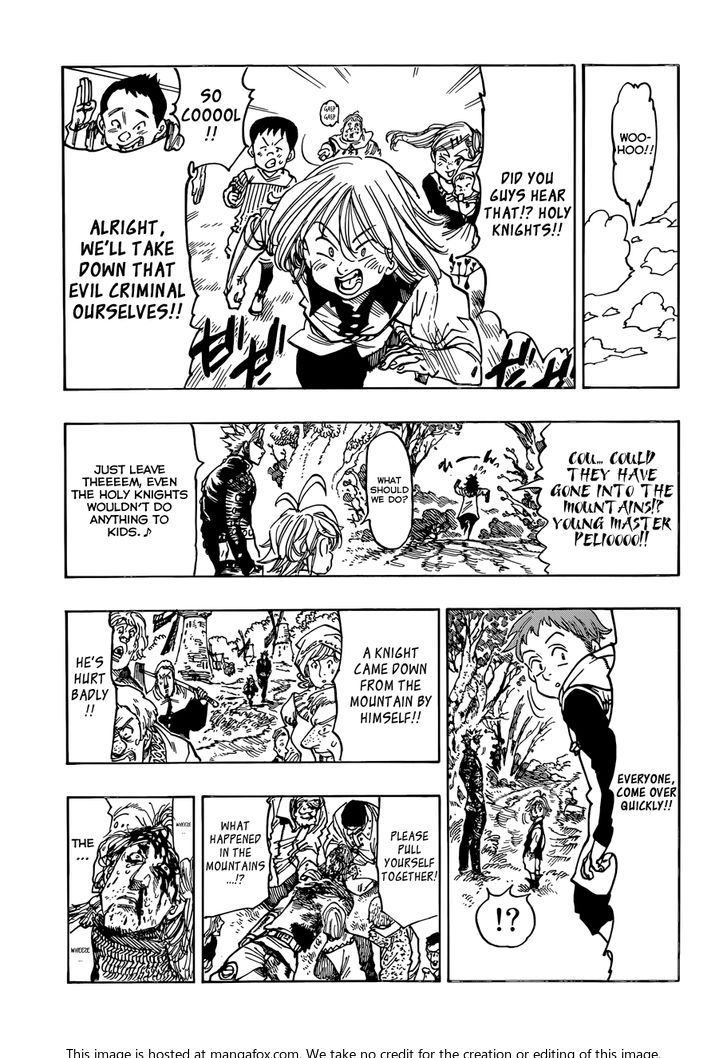 WOO-
HOO!!
DID YOU
GUYS HEAR
THAT!? HOLY
KNIGHTS!!
GASP
GASP
SO
COOOOL
!!
ALRIGHT,
WE'LL TAKE
DOWN THAT
EVIL CRIMINAL
OURSELVES!!
COU... COULD
THEY HAVE
GONE INTO THE
MOUNTAINS!?
YOUNG MASTER
PELIOOOO!!
WHAT
SHOULD
WE DO?
JUST LEAVE
THEEEEM, EVEN
THE HOLY KNIGHTS
WOULDN'T DO
ANYTHING TO
KIDS.♪
EVERYONE,
COME OVER
QUICKLY!!
!?
A KNIGHT
CAME DOWN
FROM THE
MOUNTAIN BY
HIMSELF!!
HE'S
HURT
BADLY
!!
PLEASE
PULL
YOURSELF
TOGETHER!
WHAT
HAPPENED
IN THE
MOUNTAINS
....!?
WHEEZE
THE
...
WHEEZE
This image is hosted at mangafox.com. We take no credit for the creation or editing of this image.